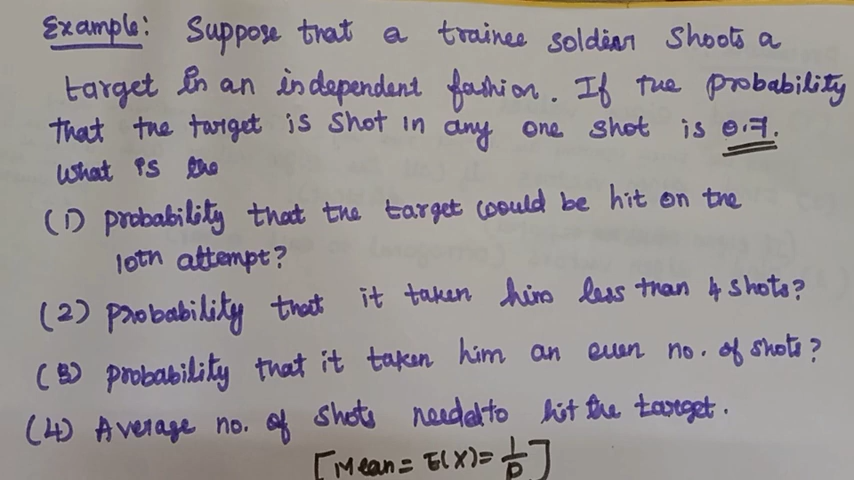 Example: Suppose that a trainee soldier shoots a
target in an independent fashion. If the probability
that the target is shot in any one shot is 0.7.
What is the
(1) probability that the target would be hit on the
10th attempt?
(2) probability that it taken him less than 4 shots?
(3) probability that it taken him an even no. of shots?
(4) Average no. of shots needed to hit the target.
[Mean = E(X) = 1/p]